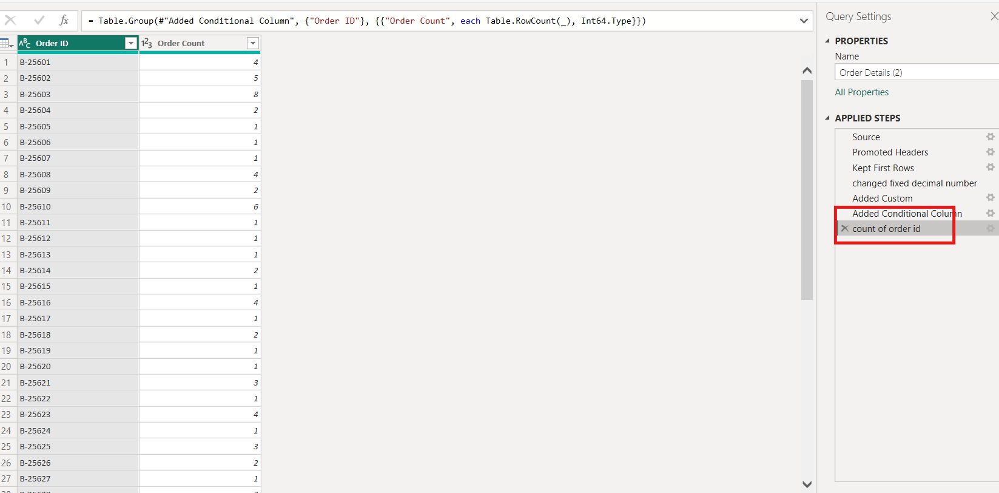 fx = Table.Group(#"Added Conditional Column", {"Order ID"}, {{"Order Count", each Table.RowCount(_), Int64.Type}})
ABC Order ID 123 Order Count
1 B-25601 4
2 B-25602 5
3 B-25603 8
4 B-25604 2
5 B-25605 1
6 B-25606 1
7 B-25607 1
8 B-25608 4
9 B-25609 2
10 B-25610 6
11 B-25611 1
12 B-25612 1
13 B-25613 1
14 B-25614 2
15 B-25615 1
16 B-25616 4
17 B-25617 1
18 B-25618 2
19 B-25619 1
20 B-25620 1
21 B-25621 3
22 B-25622 1
23 B-25623 4
24 B-25624 1
25 B-25625 3
26 B-25626 2
27 B-25627 1
Query Settings
PROPERTIES
Name
Order Details (2)
All Properties
APPLIED STEPS
Source
Promoted Headers
Kept First Rows
changed fixed decimal number
Added Custom
Added Conditional Column
count of order id